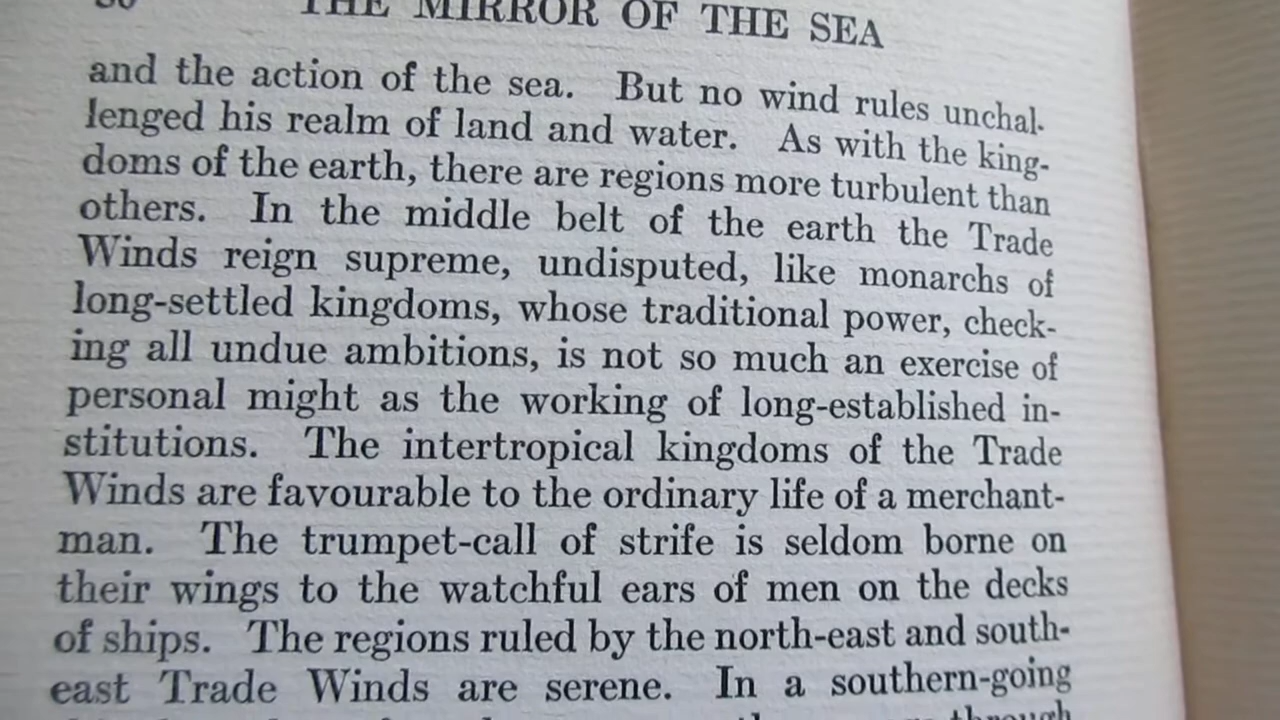 THE MIRROR OF THE SEA
and the action of the sea. But no wind rules unchal-
lenged his realm of land and water. As with the king-
doms of the earth, there are regions more turbulent than
others. In the middle belt of the earth the Trade
Winds reign supreme, undisputed, like monarchs of
long-settled kingdoms, whose traditional power, check-
ing all undue ambitions, is not so much an exercise of
personal might as the working of long-established in-
stitutions. The intertropical kingdoms of the Trade
Winds are favourable to the ordinary life of a merchant-
man. The trumpet-call of strife is seldom borne on
their wings to the watchful ears of men on the decks
of ships. The regions ruled by the north-east and south-
east Trade Winds are serene. In a southern-going
through